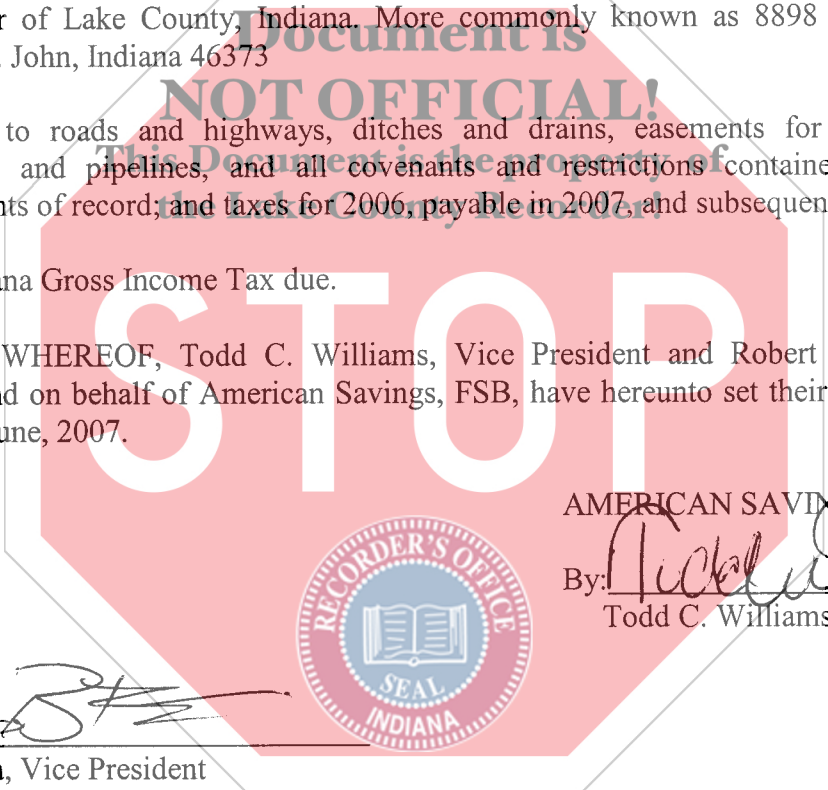 r of Lake County, Indiana. More commonly known as 8898
. John, Indiana 46373
Document is
NOT OFFICIAL!
This Document is the property of
the Lake County Recorder!
to roads and highways, ditches and drains, easements for
and pipelines, and all covenants and restrictions containe
nts of record; and taxes for 2006, payable in 2007, and subsequen
ana Gross Income Tax due.
WHEREOF, Todd C. Williams, Vice President and Robert
nd on behalf of American Savings, FSB, have hereunto set their
une, 2007.
STOP
AMERICAN SAVIN
By:
Todd C. Williams
RECORDER'S OFFICE
SEAL
INDIANA
a, Vice President